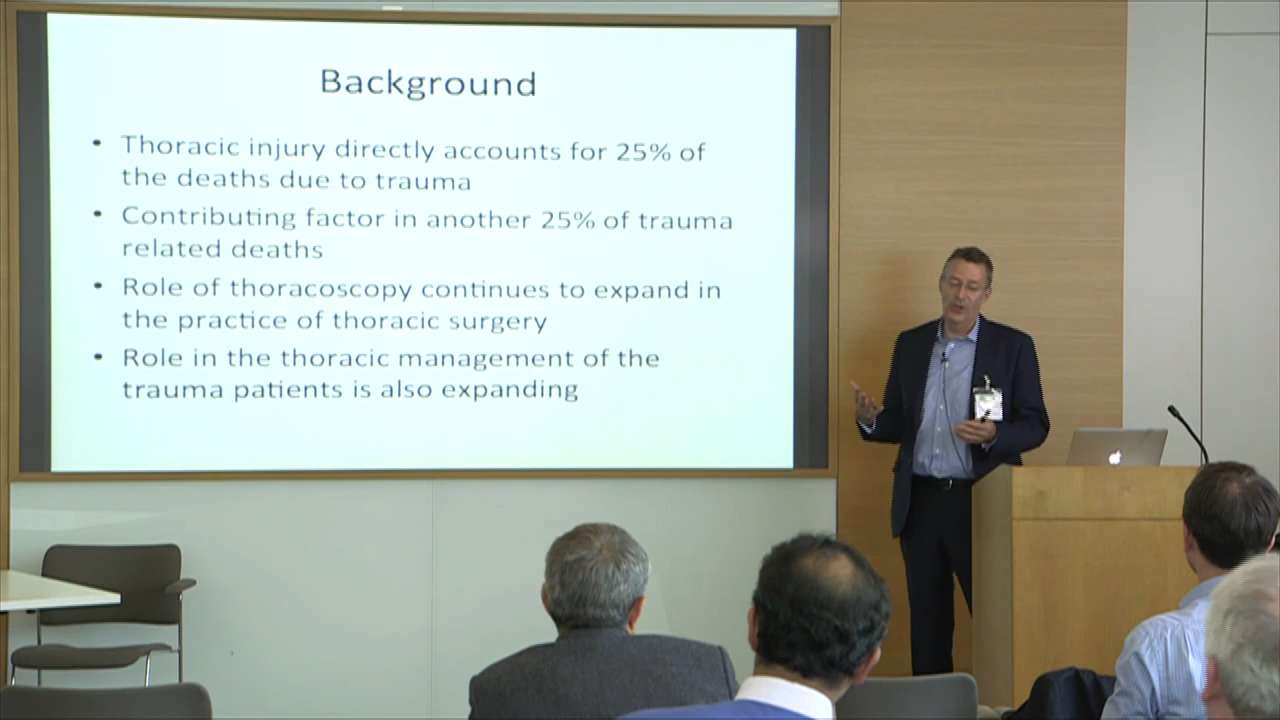 Background
• Thoracic injury directly accounts for 25% of
the deaths due to trauma
• Contributing factor in another 25% of trauma
related deaths
• Role of thoracoscopy continues to expand in
the practice of thoracic surgery
• Role in the thoracic management of the
trauma patients is also expanding